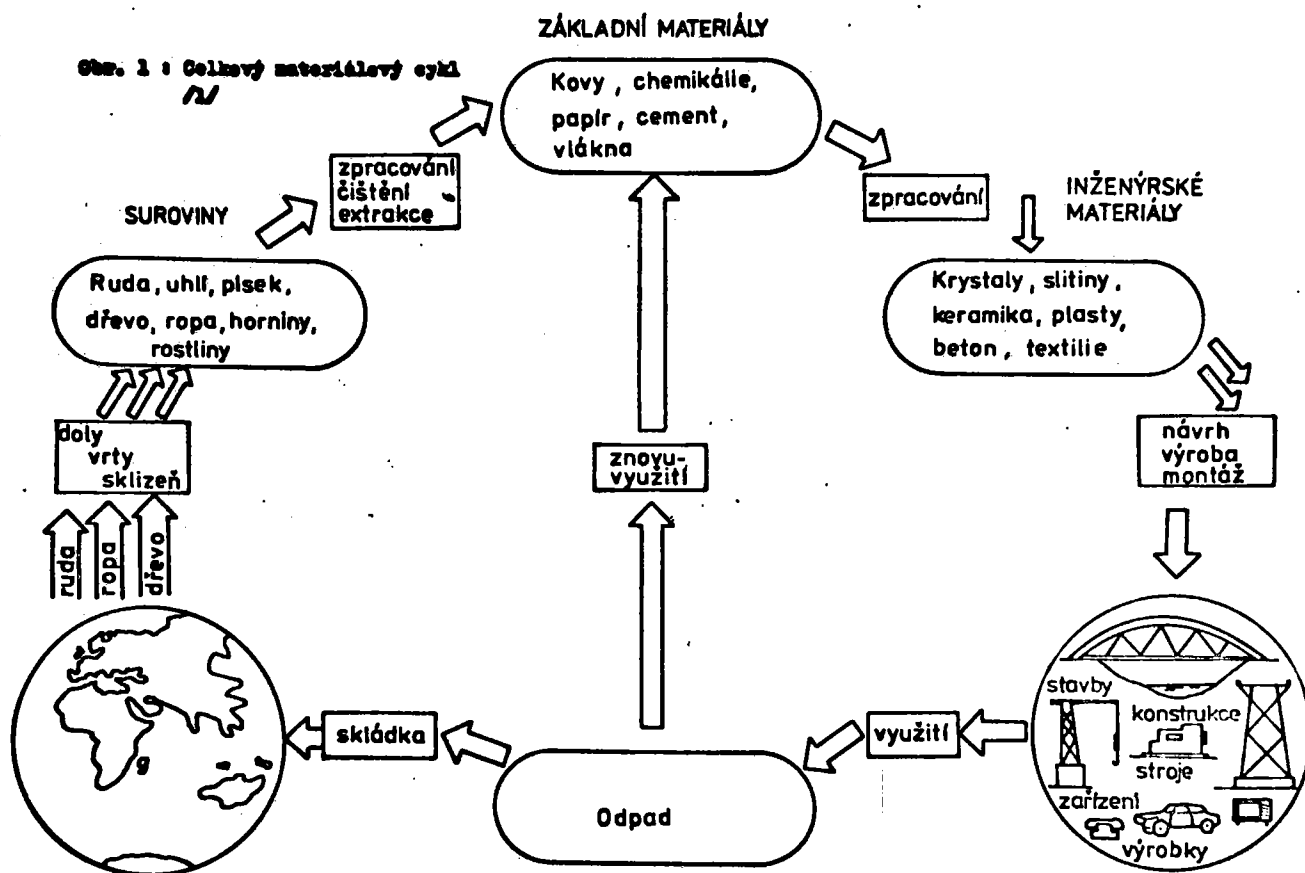 ZÁKLADNÍ MATERIÁLY
Obr. 1 : Celkový materiálový cykl
/1/
Kovy , chemikálie,
papír , cement ,
vlákna
zpracování
čištění
extrakce
zpracování
INŽENÝRSKÉ
MATERIÁLY
SUROVINY
Ruda , uhlí , písek ,
dřevo , ropa , horniny,
rostliny
Krystaly , slitiny ,
keramika , plasty,
beton , textilie
doly
vrty
sklizeň
znovu-
využití
návrh
výroba
montáž
ruda
ropa
dřevo
stavby
konstrukce
stroje
zařízení
výrobky
skládka
využití
Odpad